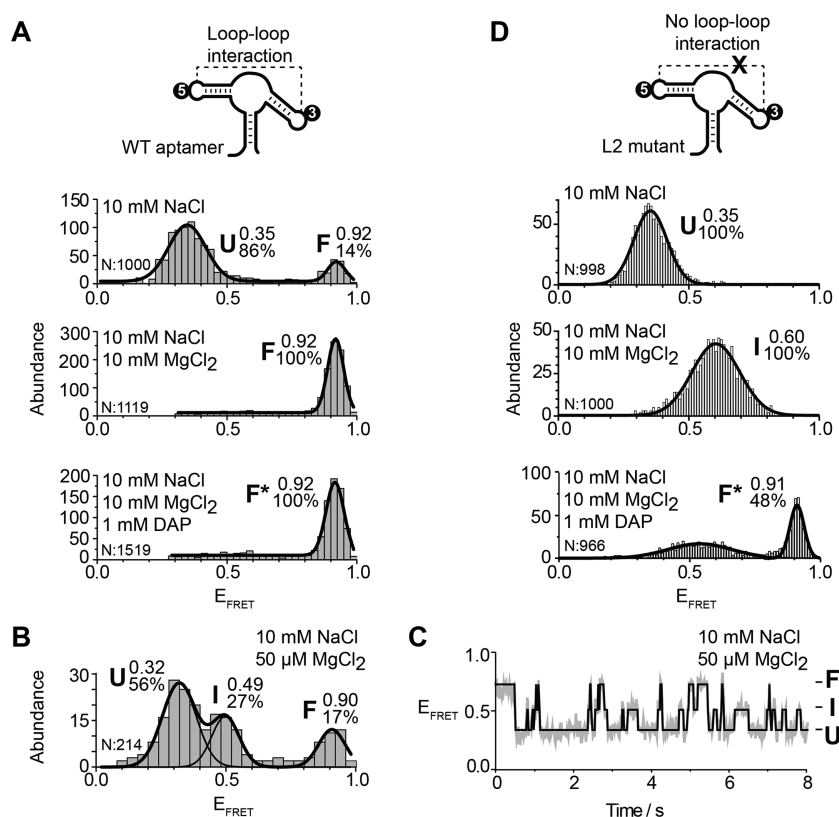 A
Loop-loop
interaction
5
3
WT aptamer
150
100
50
0
10 mM NaCl
U 0.35
86%
F 0.92
14%
N:1000
0.0
0.5
1.0
300
200
100
0
10 mM NaCl
10 mM MgCl2
F 0.92
100%
N:1119
Abundance
0.0
0.5
1.0
200
150
100
50
0
10 mM NaCl
10 mM MgCl2
1 mM DAP
F* 0.92
100%
N:1519
0.0
0.5
1.0
EFRET
D
No loop-loop
interaction
X
5
3
L2 mutant
50
0
10 mM NaCl
U 0.35
100%
N:998
0.0
0.5
1.0
50
25
0
10 mM NaCl
10 mM MgCl2
I 0.60
100%
N:1000
Abundance
0.0
0.5
1.0
100
50
0
10 mM NaCl
10 mM MgCl2
1 mM DAP
F* 0.91
48%
N:966
0.0
0.5
1.0
EFRET
B
10 mM NaCl
50 µM MgCl2
30
15
0
U 0.32
56%
I 0.49
27%
F 0.90
17%
N:214
Abundance
0.0
0.5
1.0
EFRET
C
10 mM NaCl
50 µM MgCl2
1.0
0.5
0.0
EFRET
F
I
U
0
2
4
6
8
Time / s